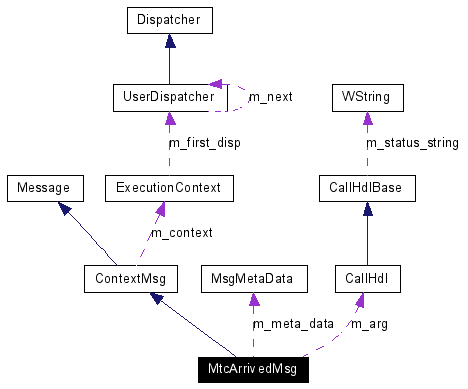 Dispatcher
UserDispatcher
m_next
WString
m_first_disp
m_status_string
Message
ExecutionContext
CallHdlBase
m_context
ContextMsg
MsgMetaData
CallHdl
m_meta_data
m_arg
MtcArrivedMsg